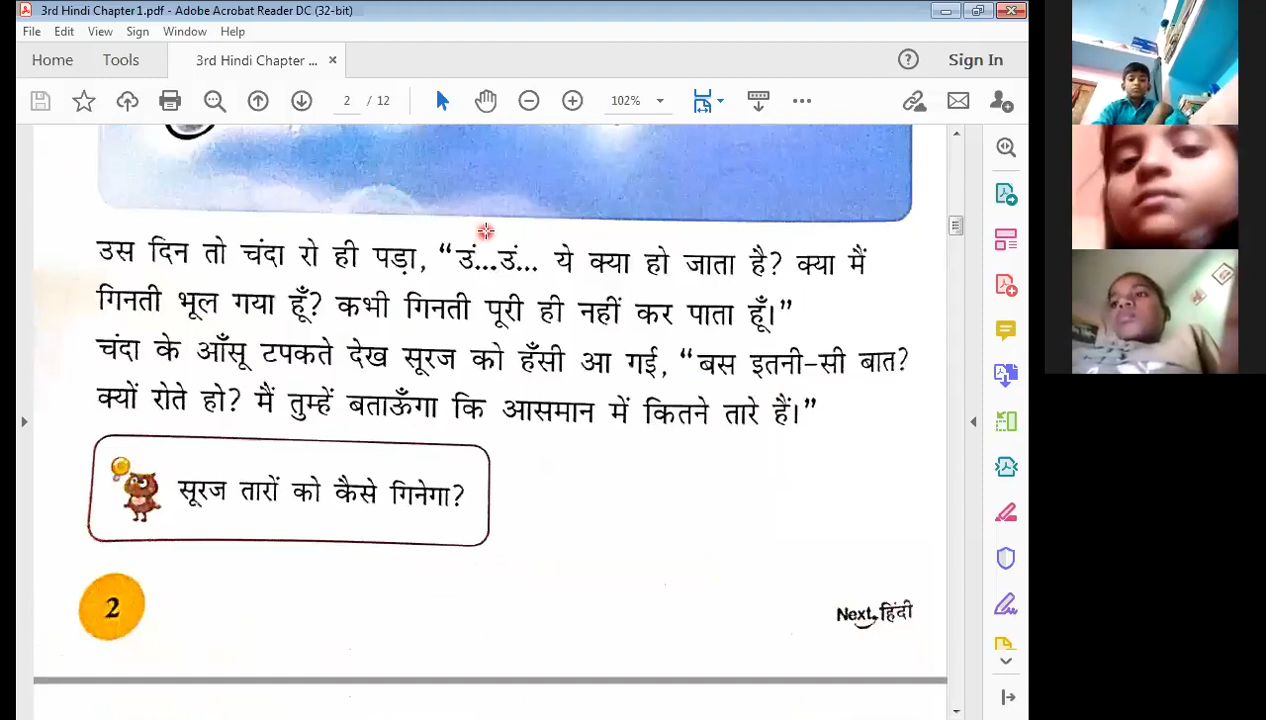 3rd Hindi Chapter1.pdf - Adobe Acrobat Reader DC (32-bit)
File Edit View Sign Window Help
Home Tools 3rd Hindi Chapter ... × Sign In
2 / 12 102%
उस दिन तो चंदा रो ही पड़ा, “उं...उं... ये क्या हो जाता है? क्या मैं
गिनती भूल गया हूँ? कभी गिनती पूरी ही नहीं कर पाता हूँ।”
चंदा के आँसू टपकते देख सूरज को हँसी आ गई, “बस इतनी-सी बात?
क्यों रोते हो? मैं तुम्हें बताऊँगा कि आसमान में कितने तारे हैं।”
सूरज तारों को कैसे गिनेगा?
2
Next हिंदी